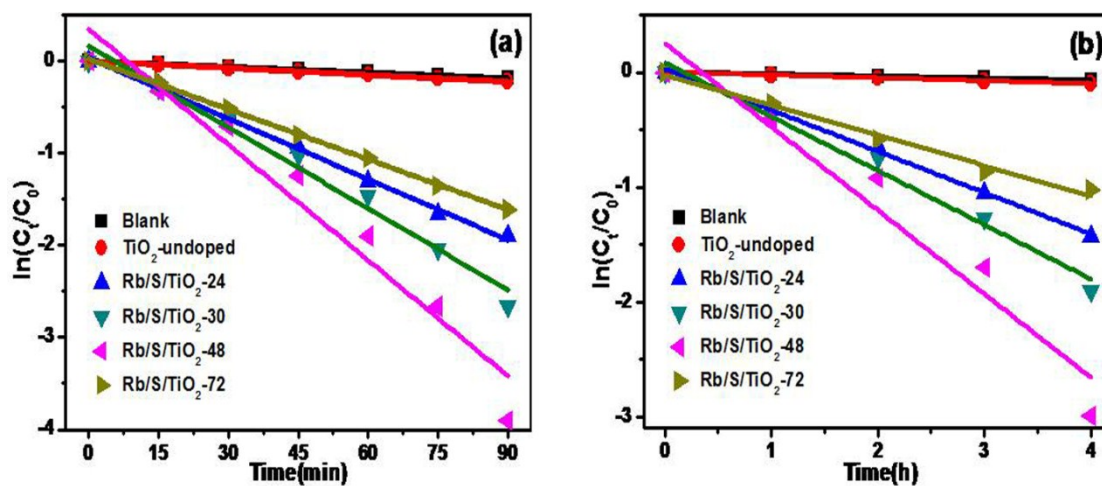 (a)
ln(Cₜ/C₀)
0
-1
-2
-3
-4
Blank
TiO₂-undoped
Rb/S/TiO₂-24
Rb/S/TiO₂-30
Rb/S/TiO₂-48
Rb/S/TiO₂-72
0 15 30 45 60 75 90
Time(min)
(b)
ln(Cₜ/C₀)
0
-1
-2
-3
Blank
TiO₂-undoped
Rb/S/TiO₂-24
Rb/S/TiO₂-30
Rb/S/TiO₂-48
Rb/S/TiO₂-72
0 1 2 3 4
Time(h)